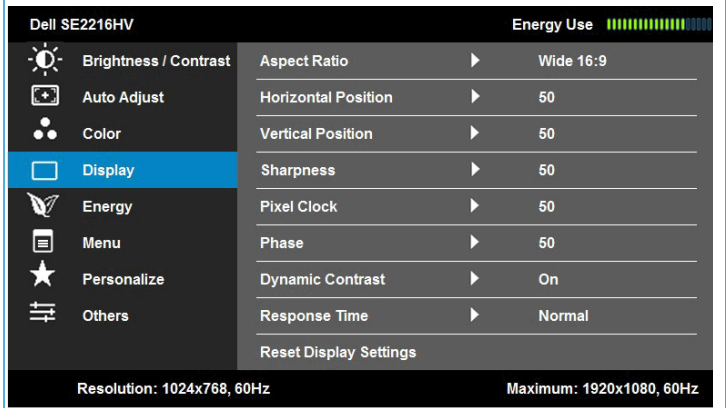 Dell SE2216HV Energy Use
Brightness / Contrast Aspect Ratio Wide 16:9
Auto Adjust Horizontal Position 50
Color Vertical Position 50
Display Sharpness 50
Energy Pixel Clock 50
Menu Phase 50
Personalize Dynamic Contrast On
Others Response Time Normal
Reset Display Settings
Resolution: 1024x768, 60Hz Maximum: 1920x1080, 60Hz